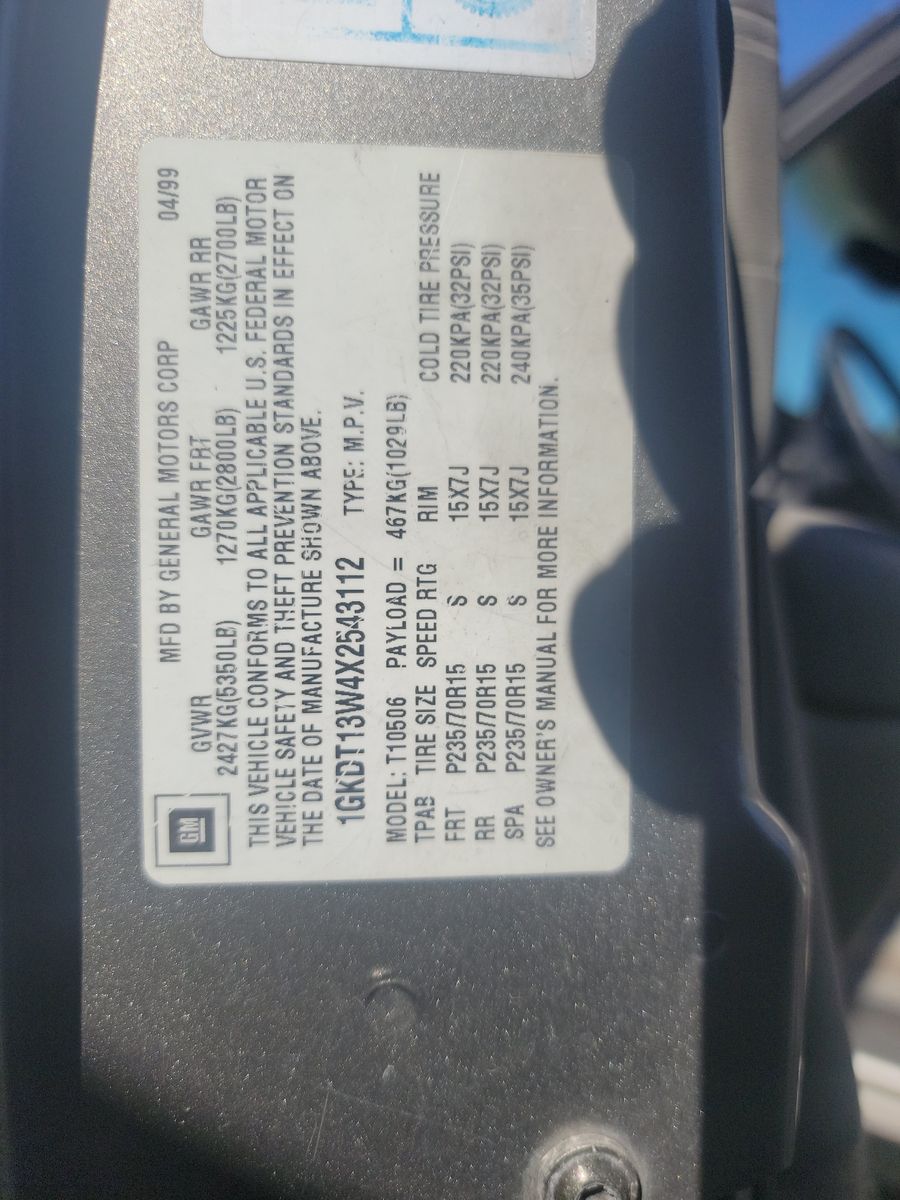 GM
MFD BY GENERAL MOTORS CORP 04/99
GVWR GAWR FRT GAWR RR
2427KG(5350LB) 1270KG(2800LB) 1225KG(2700LB)
THIS VEHICLE CONFORMS TO ALL APPLICABLE U.S. FEDERAL MOTOR
VEHICLE SAFETY AND THEFT PREVENTION STANDARDS IN EFFECT ON
THE DATE OF MANUFACTURE SHOWN ABOVE.
1GKDT13W4X2543112 TYPE: M.P.V.
MODEL: T10506 PAYLOAD = 467KG(1029LB)
TPAB TIRE SIZE SPEED RTG RIM COLD TIRE PRESSURE
FRT P235/70R15 S 15X7J 220KPA(32PSI)
RR P235/70R15 S 15X7J 220KPA(32PSI)
SPA P235/70R15 S 15X7J 240KPA(35PSI)
SEE OWNER'S MANUAL FOR MORE INFORMATION.